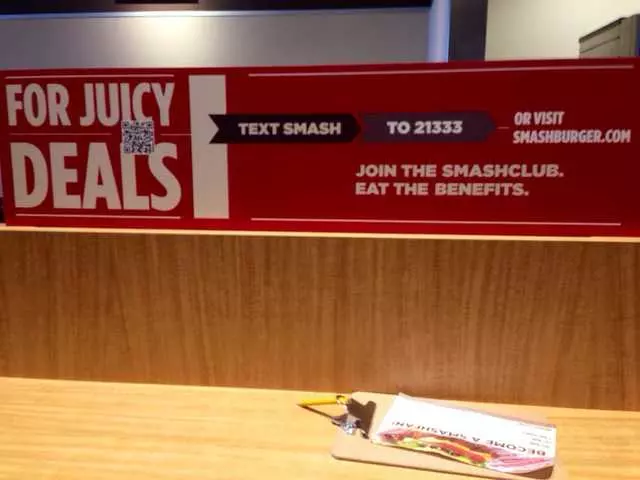 FOR JUICY
DEALS
TEXT SMASH
TO 21333
OR VISIT
SMASHBURGER.COM
JOIN THE SMASHCLUB.
EAT THE BENEFITS.
BECOME A SMASHFAN!